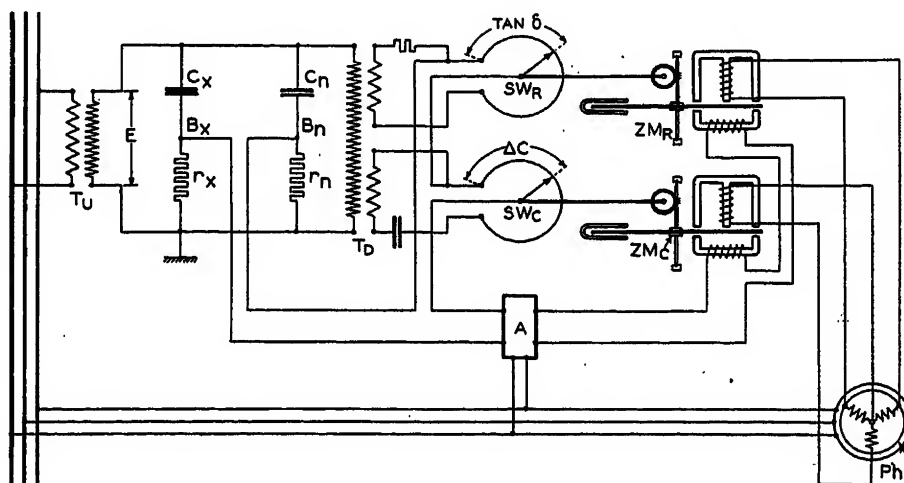 TAN δ
Cx
Cn
SWR
ZMR
E
Bx
Bn
ΔC
rx
rn
SWC
TU
TD
ZMC
A
Ph